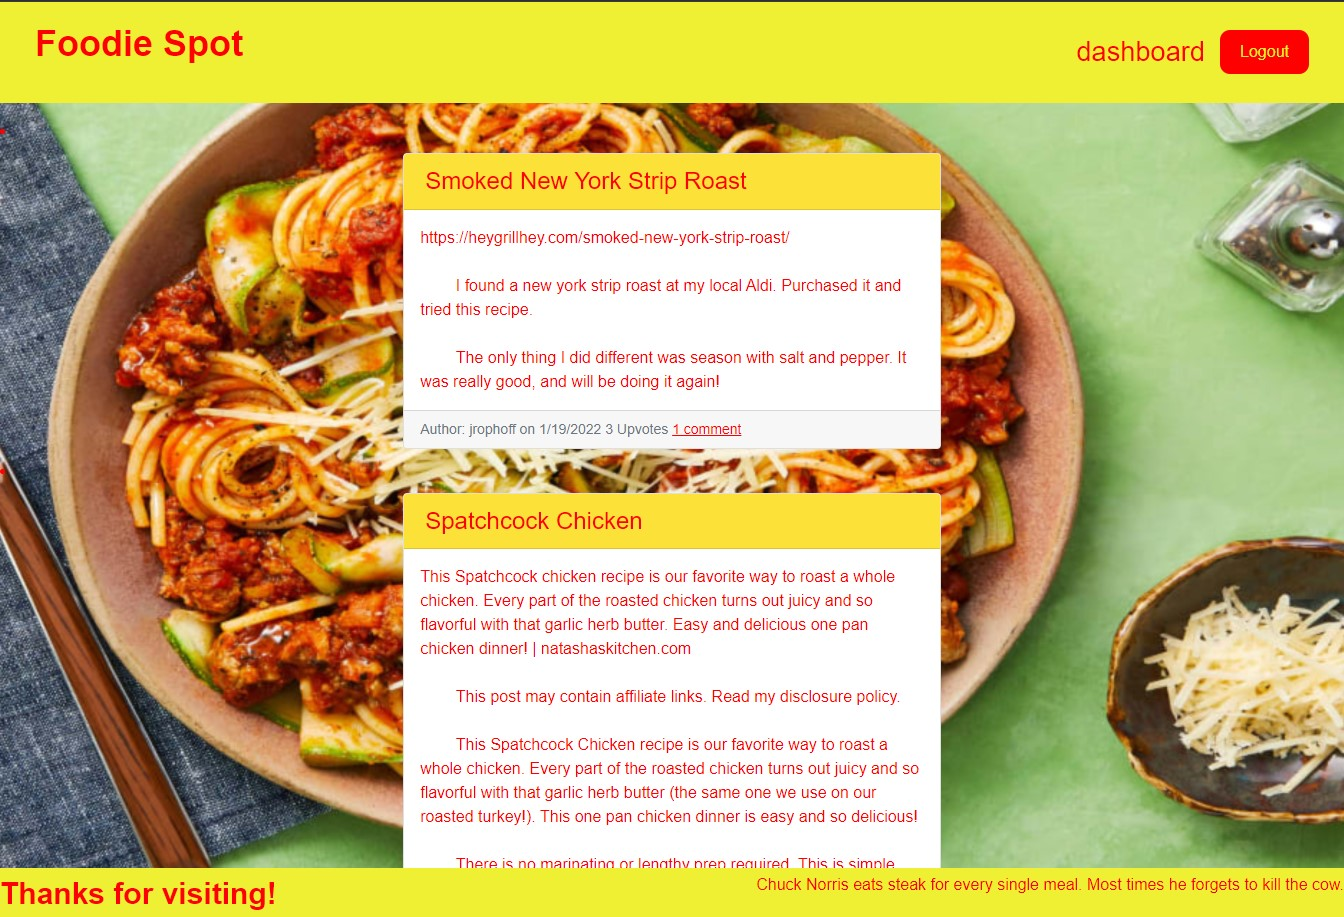 Foodie Spot
dashboard
Logout
Smoked New York Strip Roast
https://heygrillhey.com/smoked-new-york-strip-roast/
I found a new york strip roast at my local Aldi. Purchased it and
tried this recipe.
The only thing I did different was season with salt and pepper. It
was really good, and will be doing it again!
Author: jrophoff on 1/19/2022 3 Upvotes 1 comment
Spatchcock Chicken
This Spatchcock chicken recipe is our favorite way to roast a whole
chicken. Every part of the roasted chicken turns out juicy and so
flavorful with that garlic herb butter. Easy and delicious one pan
chicken dinner! | natashaskitchen.com
This post may contain affiliate links. Read my disclosure policy.
This Spatchcock Chicken recipe is our favorite way to roast a
whole chicken. Every part of the roasted chicken turns out juicy and so
flavorful with that garlic herb butter (the same one we use on our
roasted turkey!). This one pan chicken dinner is easy and so delicious!
There is no marinating or lengthy prep required. This is simple
Thanks for visiting!
Chuck Norris eats steak for every single meal. Most times he forgets to kill the cow.